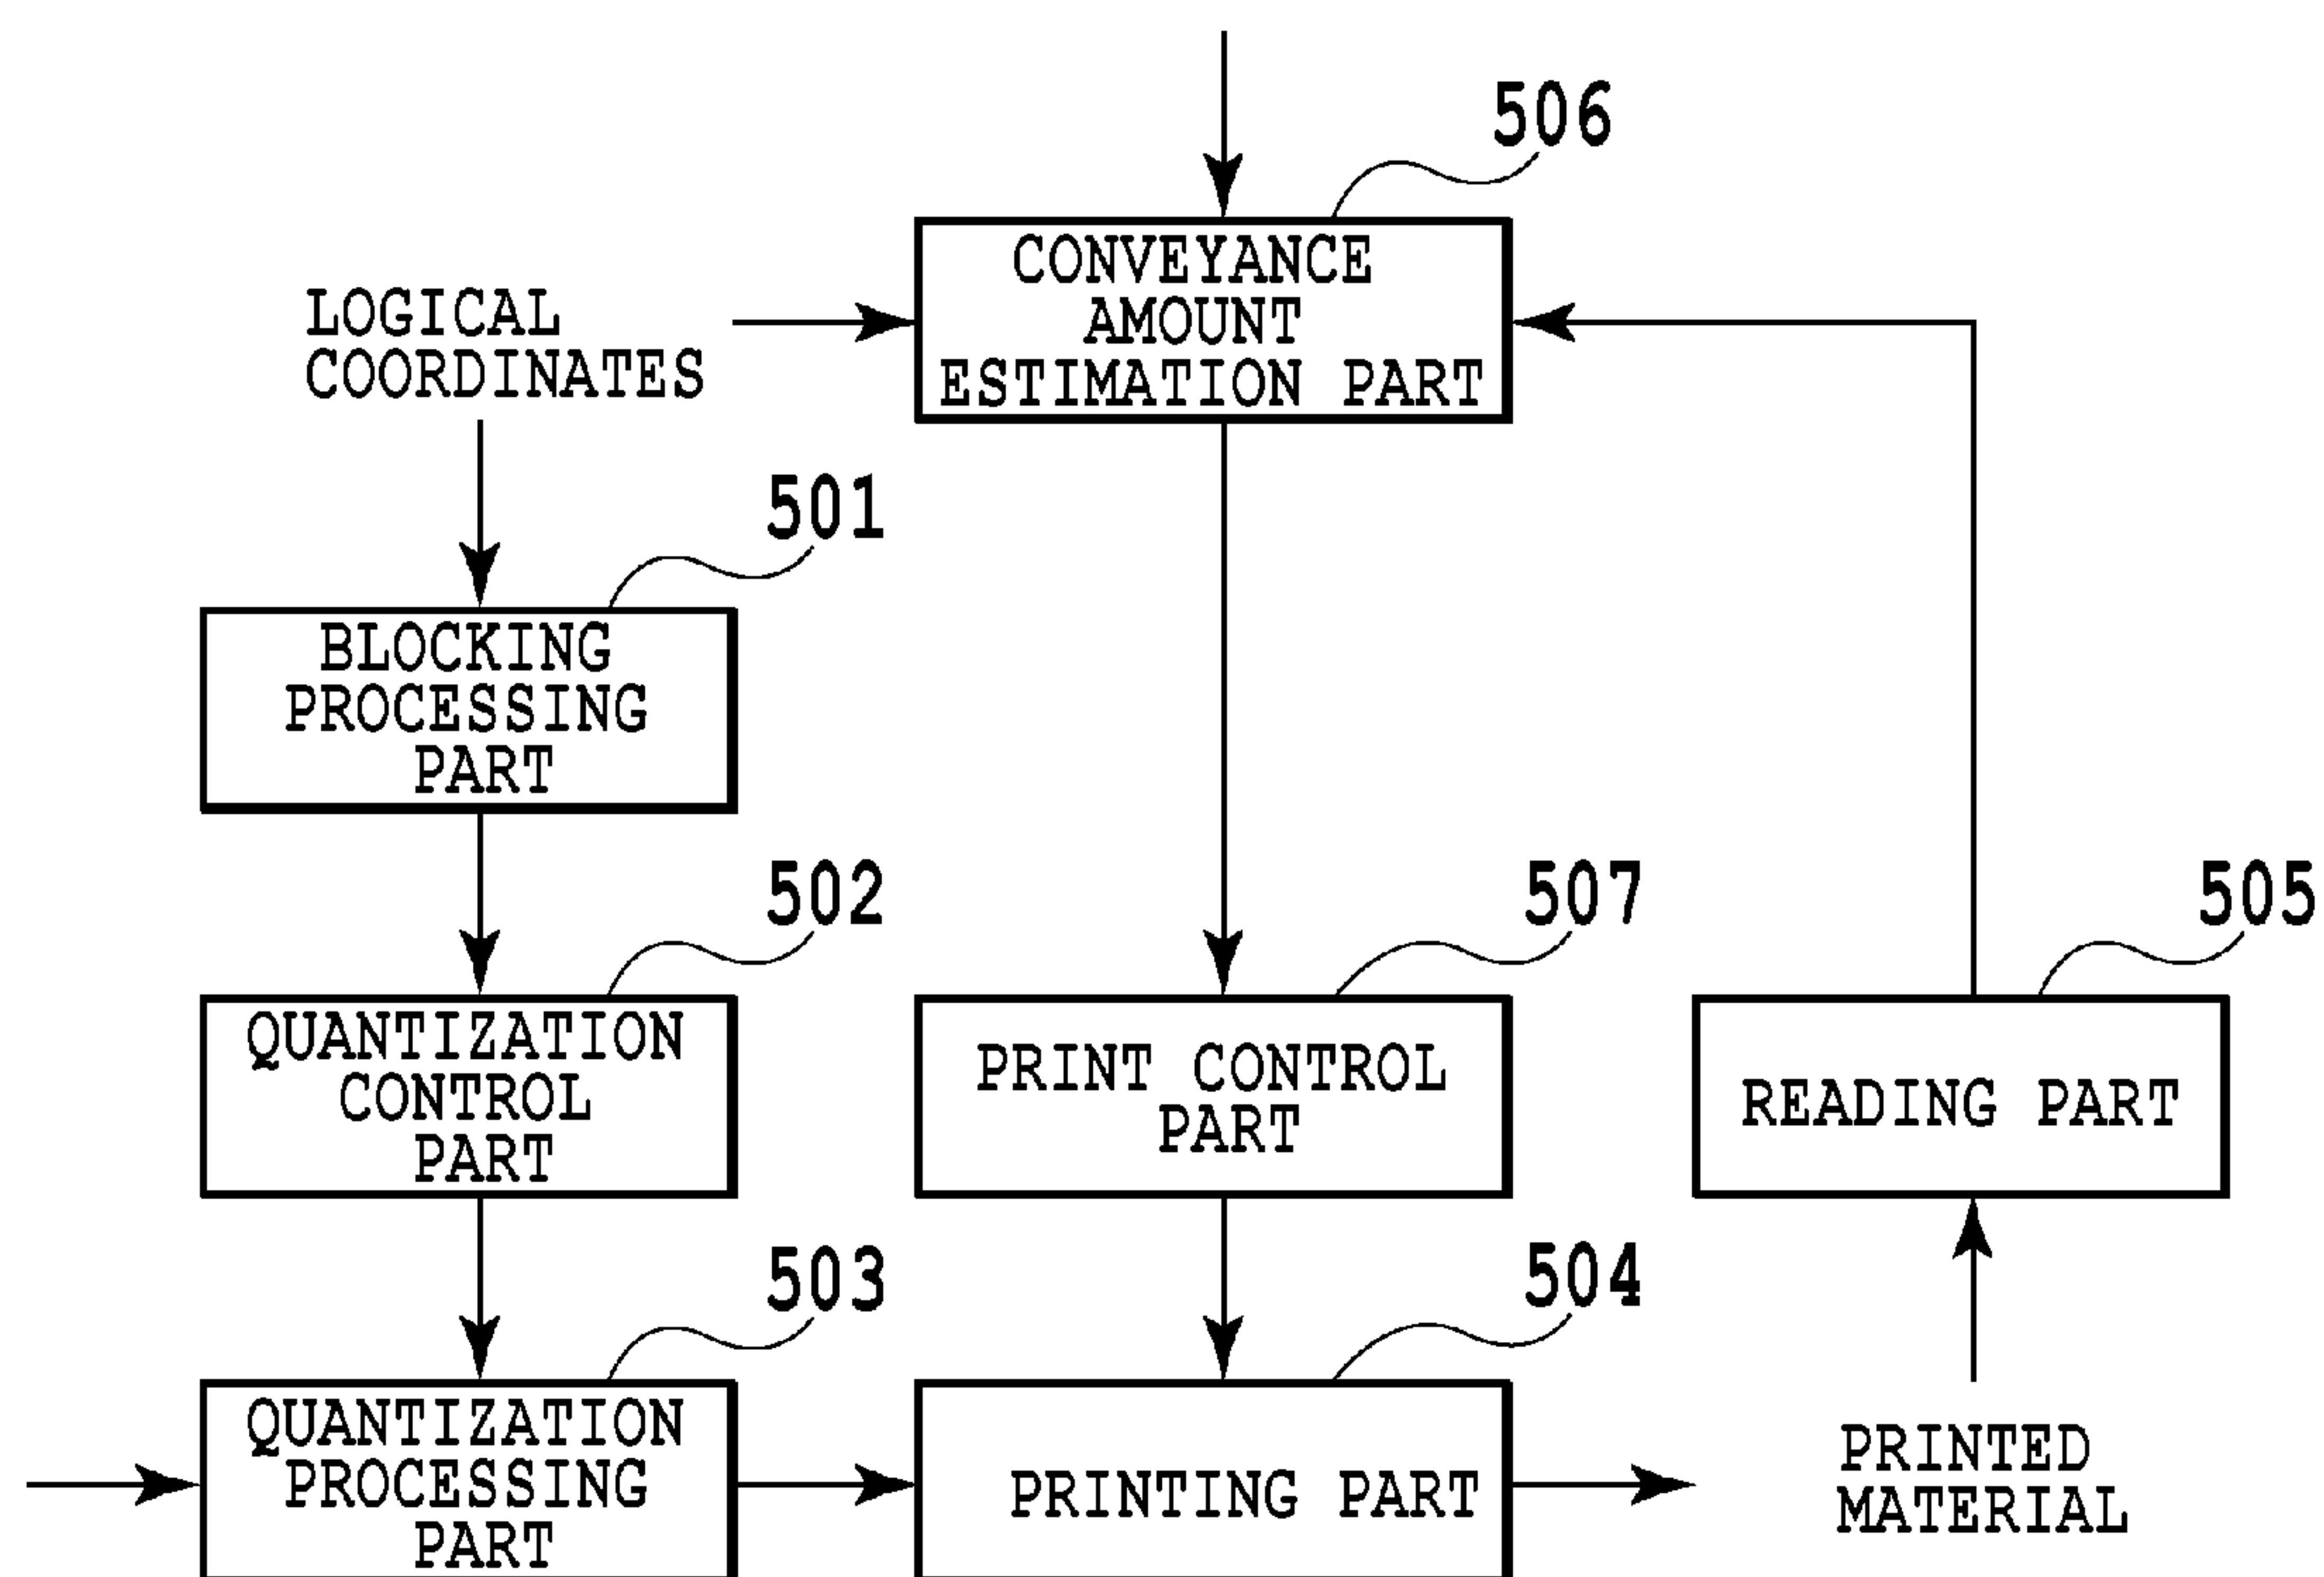 506
CONVEYANCE
AMOUNT
ESTIMATION PART
LOGICAL
COORDINATES
501
BLOCKING
PROCESSING
PART
502
QUANTIZATION
CONTROL
PART
507
PRINT CONTROL
PART
505
READING PART
503
QUANTIZATION
PROCESSING
PART
504
PRINTING PART
PRINTED
MATERIAL